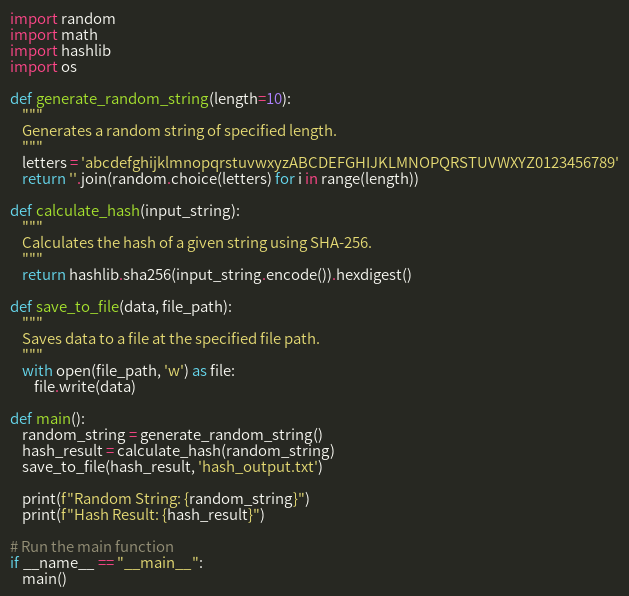 import random
import math
import hashlib
import os

def generate_random_string(length=10):
    """
    Generates a random string of specified length.
    """
    letters = 'abcdefghijklmnopqrstuvwxyzABCDEFGHIJKLMNOPQRSTUVWXYZ0123456789'
    return ''.join(random.choice(letters) for i in range(length))

def calculate_hash(input_string):
    """
    Calculates the hash of a given string using SHA-256.
    """
    return hashlib.sha256(input_string.encode()).hexdigest()

def save_to_file(data, file_path):
    """
    Saves data to a file at the specified file path.
    """
    with open(file_path, 'w') as file:
        file.write(data)

def main():
    random_string = generate_random_string()
    hash_result = calculate_hash(random_string)
    save_to_file(hash_result, 'hash_output.txt')

    print(f"Random String: {random_string}")
    print(f"Hash Result: {hash_result}")

# Run the main function
if __name__ == "__main__":
    main()